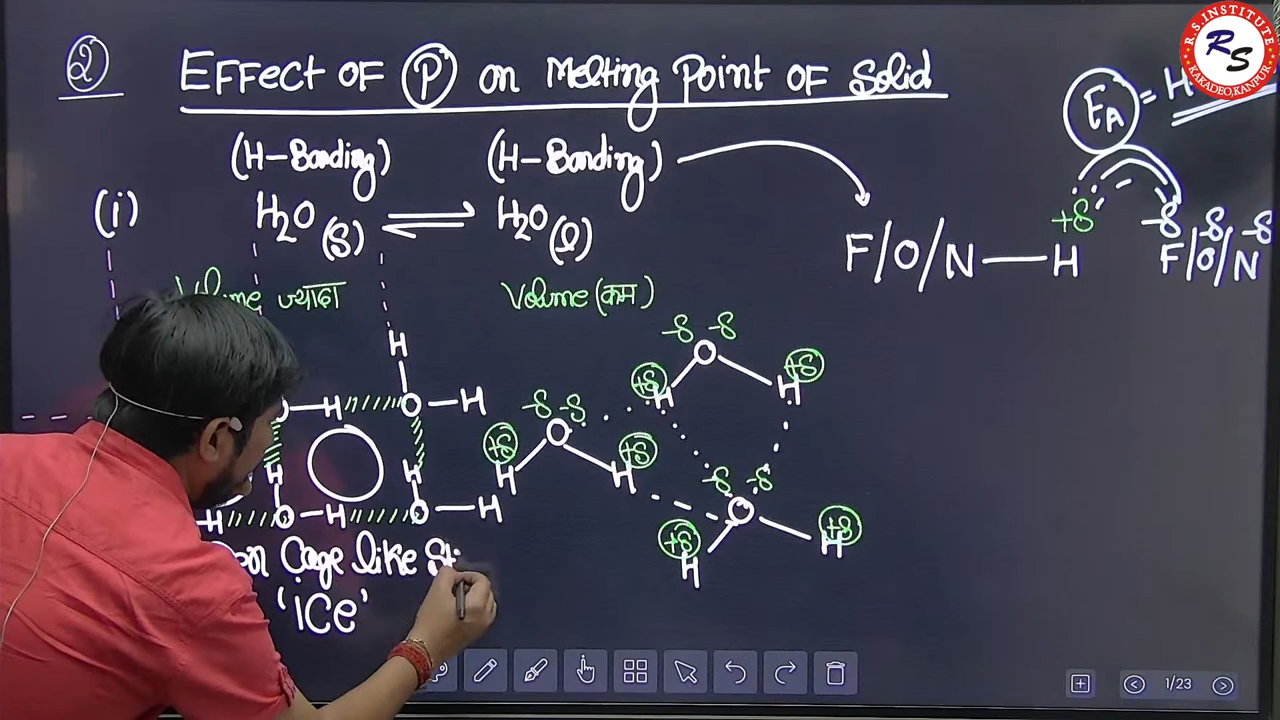 ② EFFect OF (P) on Melting Point OF Solid
(H-Bonding) (H-Bonding)
(i) H2O(s) ⇌ H2O(l)
F/O/N—H F/O/N
EA = H
+δ -δ -δ -δ
Volume ज्यादा Volume (कम)
-δ -δ
H
+δ +δ
O—H O—H H O H
-δ -δ
+δ +δ
O
H H H H
-δ -δ
H O—H O—H O
+δ +δ
H H
Cage like St
'ICe'
1/23
R.S.INSTITUTE
RS
KAKADEO,KANPUR